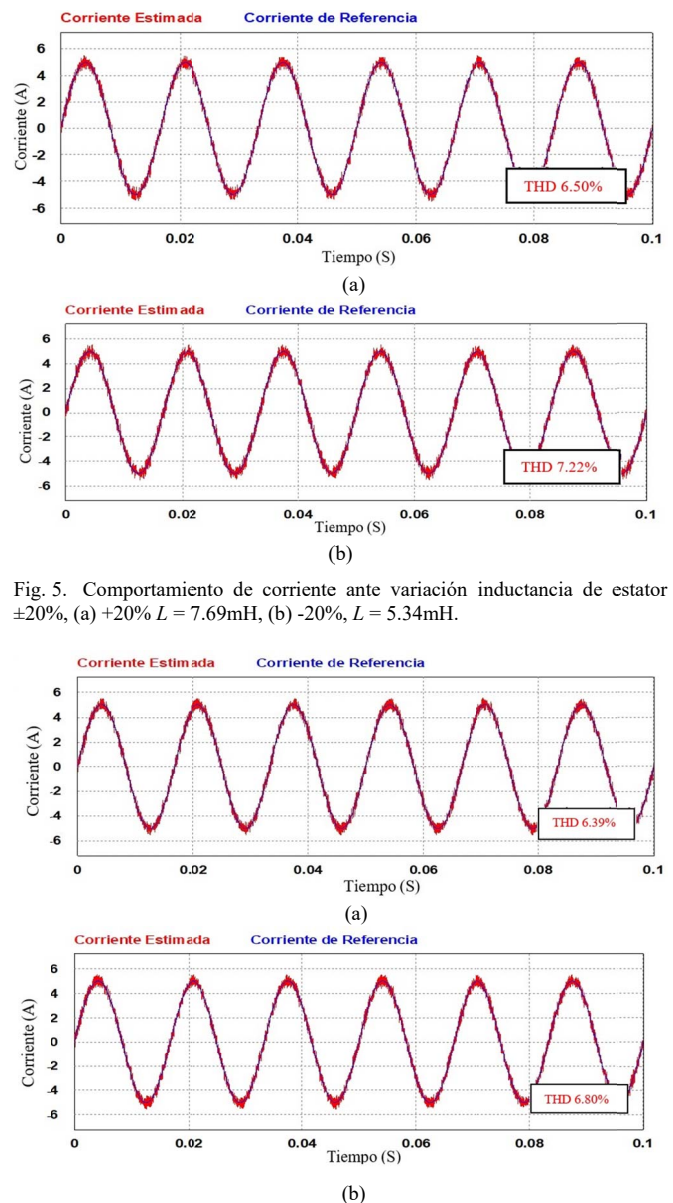 Corriente Estimada Corriente de Referencia
6
4
2
0
-2
-4
-6
Corriente (A)
THD 6.50%
0 0.02 0.04 0.06 0.08 0.1
Tiempo (S)
(a)
Corriente Estimada Corriente de Referencia
6
4
2
0
-2
-4
-6
Corriente (A)
THD 7.22%
0 0.02 0.04 0.06 0.08 0.1
Tiempo (S)
(b)
Fig. 5. Comportamiento de corriente ante variación inductancia de estator
±20%, (a) +20% L = 7.69mH, (b) -20%, L = 5.34mH.
Corriente Estimada Corriente de Referencia
6
4
2
0
-2
-4
-6
Corriente (A)
THD 6.39%
0 0.02 0.04 0.06 0.08 0.1
Tiempo (S)
(a)
Corriente Estimada Corriente de Referencia
6
4
2
0
-2
-4
-6
Corriente (A)
THD 6.80%
0 0.02 0.04 0.06 0.08 0.1
Tiempo (S)
(b)